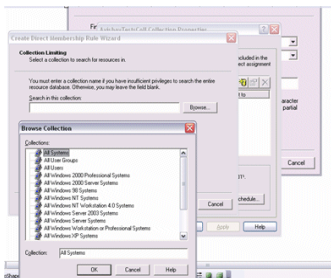 Create Direct Membership Rule Wizard
Collection Limiting
Select a collection to search for resources in.
You must enter a collection name if you have insufficient privileges to search the entire
resource database. Otherwise, you may leave the field blank.
Search in this collection:
Browse...
Browse Collection
Collections:
All Systems
All User Groups
All Users
All Windows 2000 Professional Systems
All Windows 2000 Server Systems
All Windows 98 Systems
All Windows NT Systems
All Windows NT Workstation 4.0 Systems
All Windows Server 2003 Systems
All Windows Server Systems
All Windows Workstation or Professional Systems
All Windows XP Systems
Collection:
All Systems
OK
Cancel
Help
Cancel
Apply
Help
Cancel